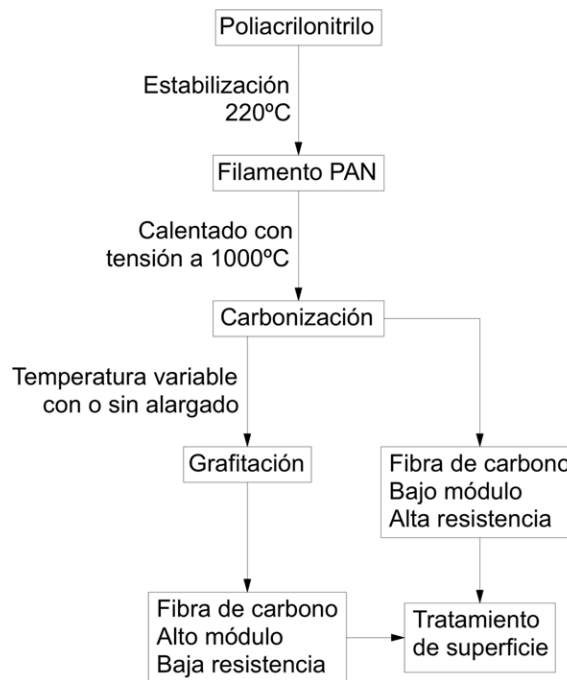 Poliacrilonitrilo
Estabilización
220ºC
Filamento PAN
Calentado con
tensión a 1000ºC
Carbonización
Temperatura variable
con o sin alargado
Grafitación
Fibra de carbono
Bajo módulo
Alta resistencia
Fibra de carbono
Alto módulo
Baja resistencia
Tratamiento
de superficie